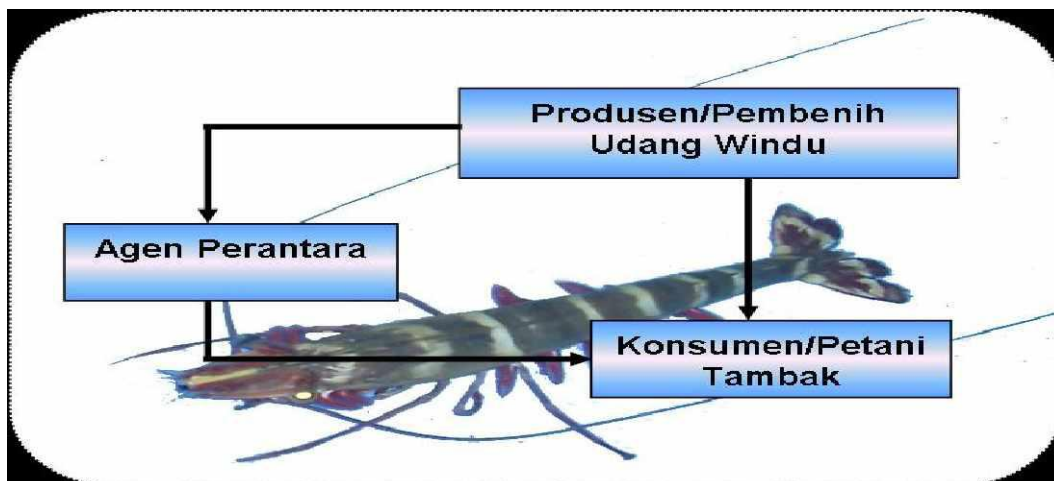 Produsen/Pembenih
Udang Windu
Agen Perantara
Konsumen/Petani
Tambak